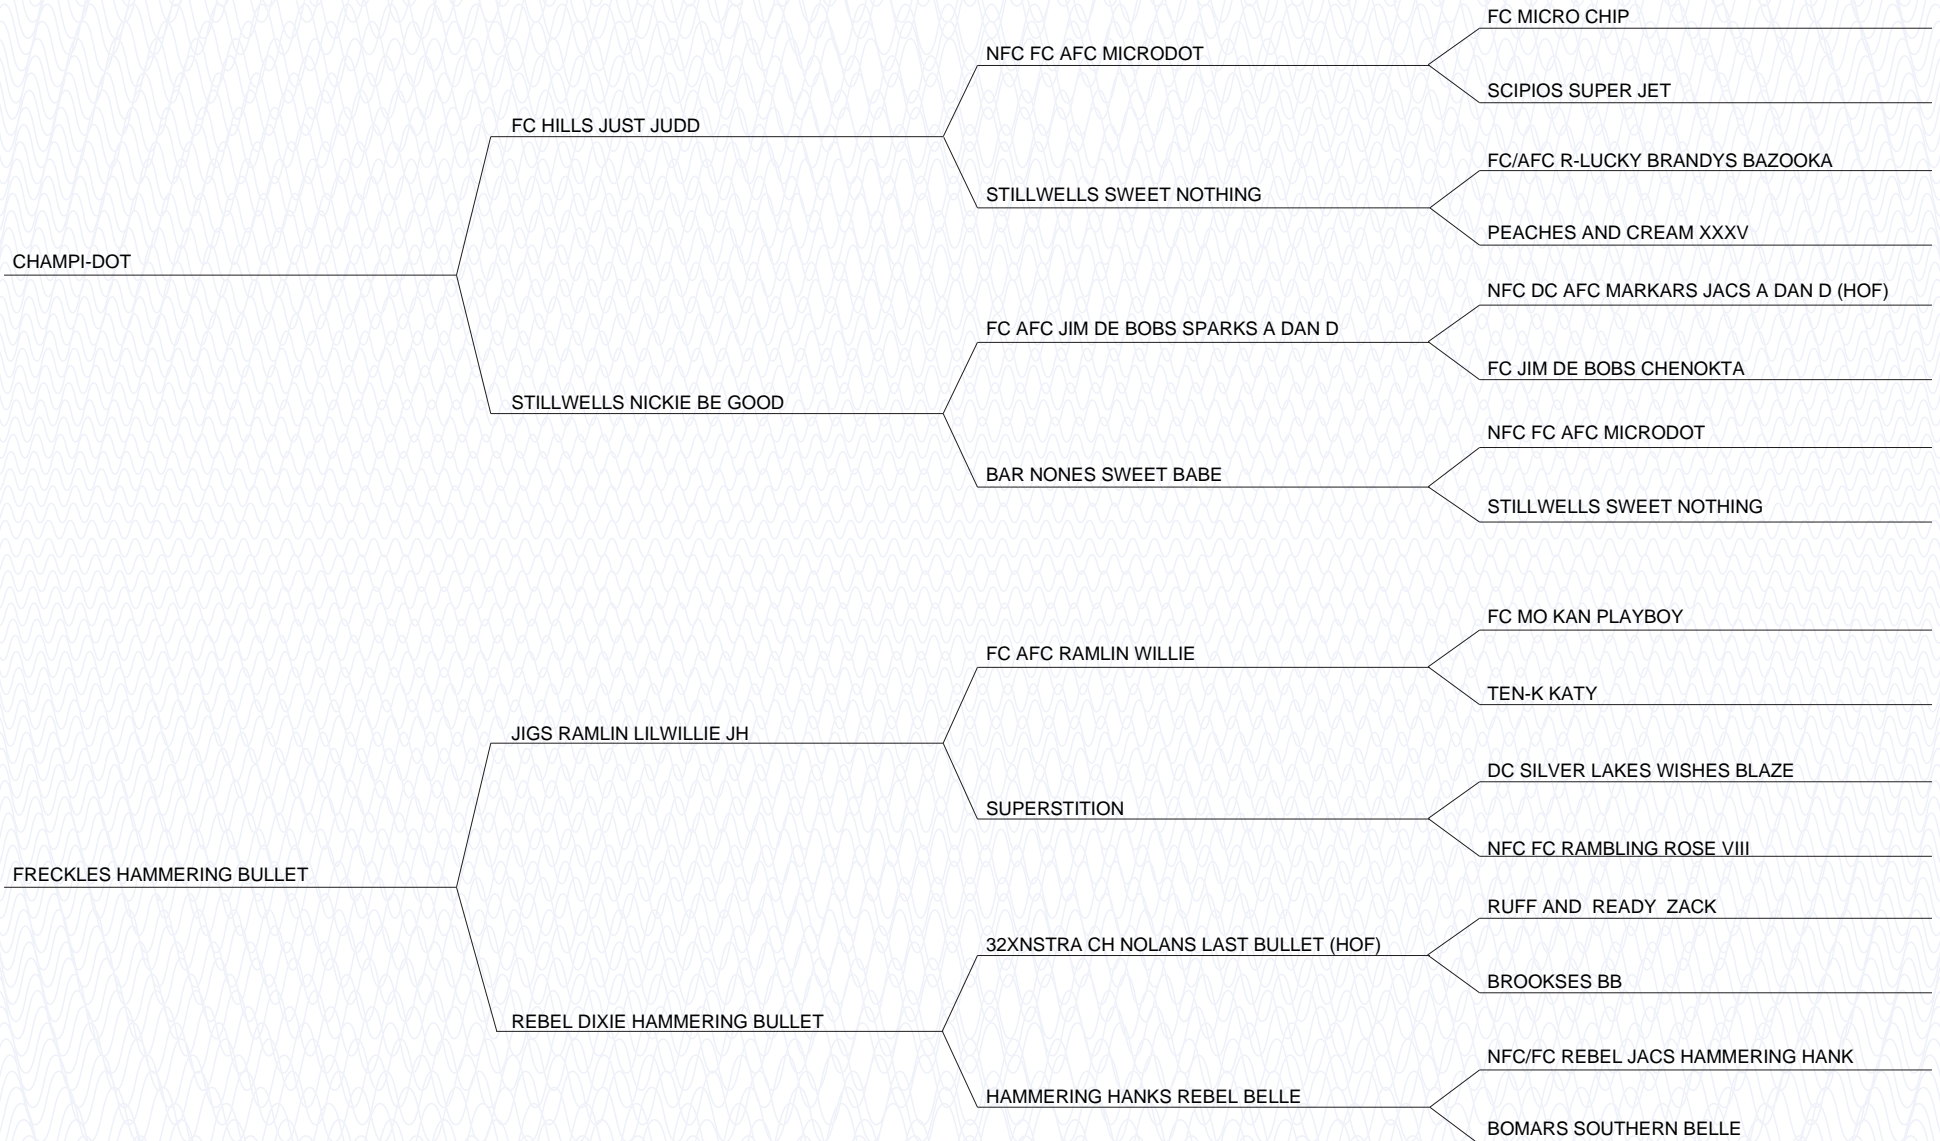 FC MICRO CHIP
NFC FC AFC MICRODOT
SCIPIOS SUPER JET
FC HILLS JUST JUDD
FC/AFC R-LUCKY BRANDYS BAZOOKA
STILLWELLS SWEET NOTHING
PEACHES AND CREAM XXXV
CHAMPI-DOT
NFC DC AFC MARKARS JACS A DAN D (HOF)
FC AFC JIM DE BOBS SPARKS A DAN D
FC JIM DE BOBS CHENOKTA
STILLWELLS NICKIE BE GOOD
NFC FC AFC MICRODOT
BAR NONES SWEET BABE
STILLWELLS SWEET NOTHING
FC MO KAN PLAYBOY
FC AFC RAMLIN WILLIE
TEN-K KATY
JIGS RAMLIN LILWILLIE JH
DC SILVER LAKES WISHES BLAZE
SUPERSTITION
NFC FC RAMBLING ROSE VIII
FRECKLES HAMMERING BULLET
RUFF AND  READY  ZACK
32XNSTRA CH NOLANS LAST BULLET (HOF)
BROOKSES BB
REBEL DIXIE HAMMERING BULLET
NFC/FC REBEL JACS HAMMERING HANK
HAMMERING HANKS REBEL BELLE
BOMARS SOUTHERN BELLE